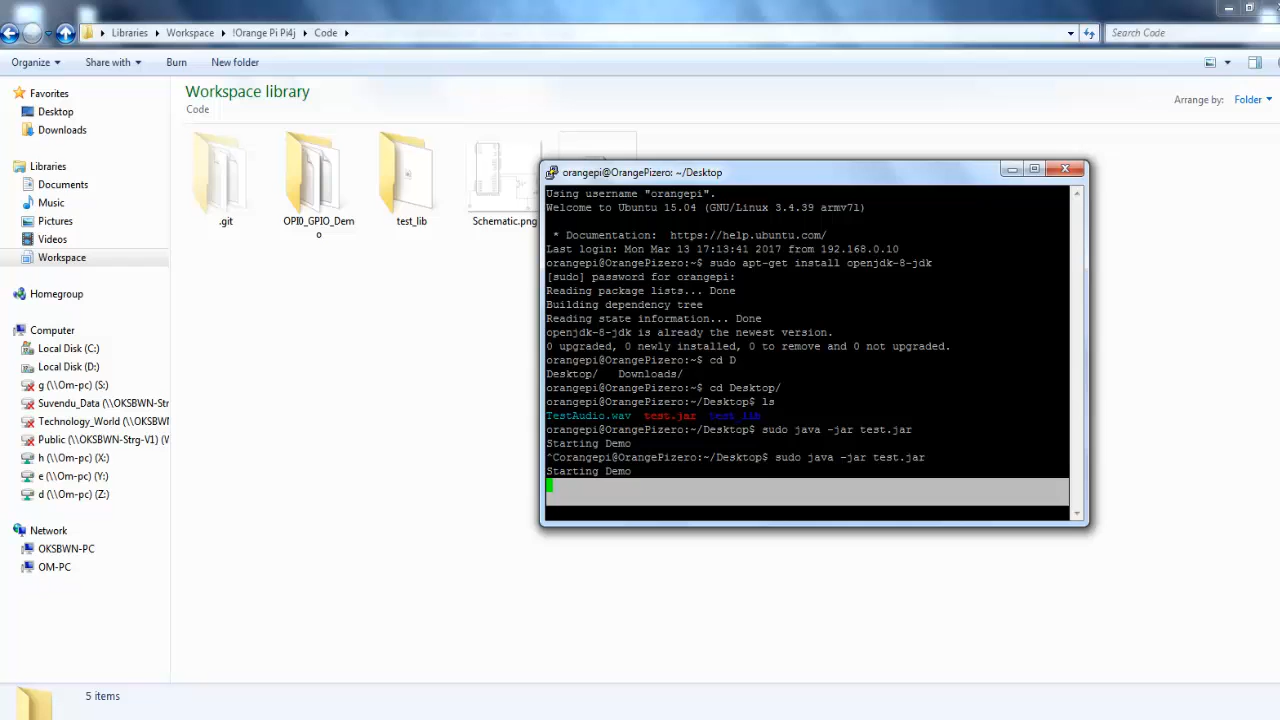 Libraries
Workspace
!Orange Pi Pi4j
Code
Search Code
Organize
Share with
Burn
New folder
Workspace library
Code
Arrange by:
Folder
Favorites
Desktop
Downloads
Libraries
Documents
Music
Pictures
Videos
Workspace
Homegroup
Computer
Local Disk (C:)
Local Disk (D:)
g (\\Om-pc) (S:)
Suvendu_Data (\\OKSBWN-Str
Technology_World (\\OKSBWN
Public (\\OKSBWN-Strg-V1) (M
h (\\Om-pc) (X:)
e (\\Om-pc) (Y:)
d (\\Om-pc) (Z:)
Network
OKSBWN-PC
OM-PC
.git
OPI0_GPIO_Dem
o
test_lib
Schematic.png
orangepi@OrangePizero: ~/Desktop
Using username "orangepi".
Welcome to Ubuntu 15.04 (GNU/Linux 3.4.39 armv7l)
* Documentation:  https://help.ubuntu.com/
Last login: Mon Mar 13 17:13:41 2017 from 192.168.0.10
orangepi@OrangePizero:~$ sudo apt-get install openjdk-8-jdk
[sudo] password for orangepi:
Reading package lists... Done
Building dependency tree
Reading state information... Done
openjdk-8-jdk is already the newest version.
0 upgraded, 0 newly installed, 0 to remove and 0 not upgraded.
orangepi@OrangePizero:~$ cd D
Desktop/   Downloads/
orangepi@OrangePizero:~$ cd Desktop/
orangepi@OrangePizero:~/Desktop$ ls
TestAudio.wav  test.jar  test_lib
orangepi@OrangePizero:~/Desktop$ sudo java -jar test.jar
Starting Demo
^Corangepi@OrangePizero:~/Desktop$ sudo java -jar test.jar
Starting Demo
5 items